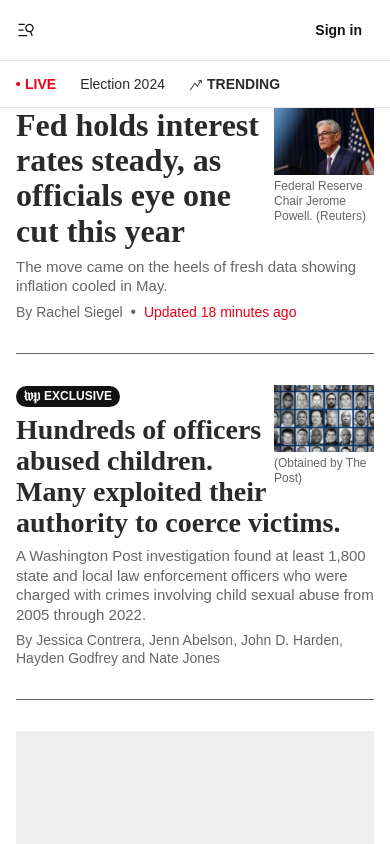 Sign in
LIVE
Election 2024
TRENDING
Fed holds interest
rates steady, as
officials eye one
cut this year
Federal Reserve
Chair Jerome
Powell. (Reuters)
The move came on the heels of fresh data showing
inflation cooled in May.
By Rachel Siegel • Updated 18 minutes ago
wp EXCLUSIVE
Hundreds of officers
abused children.
Many exploited their
authority to coerce victims.
(Obtained by The
Post)
A Washington Post investigation found at least 1,800
state and local law enforcement officers who were
charged with crimes involving child sexual abuse from
2005 through 2022.
By Jessica Contrera, Jenn Abelson, John D. Harden,
Hayden Godfrey and Nate Jones